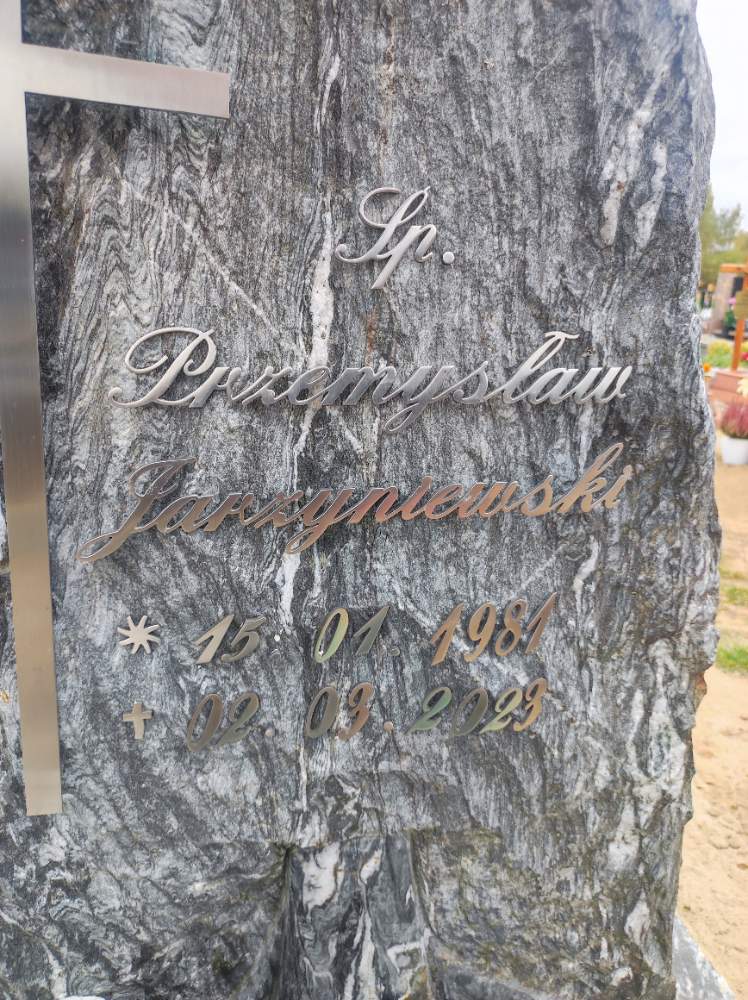 Śp.
Przemysław
Jarzyniewski
* 15.01.1981
+ 02.03.2023